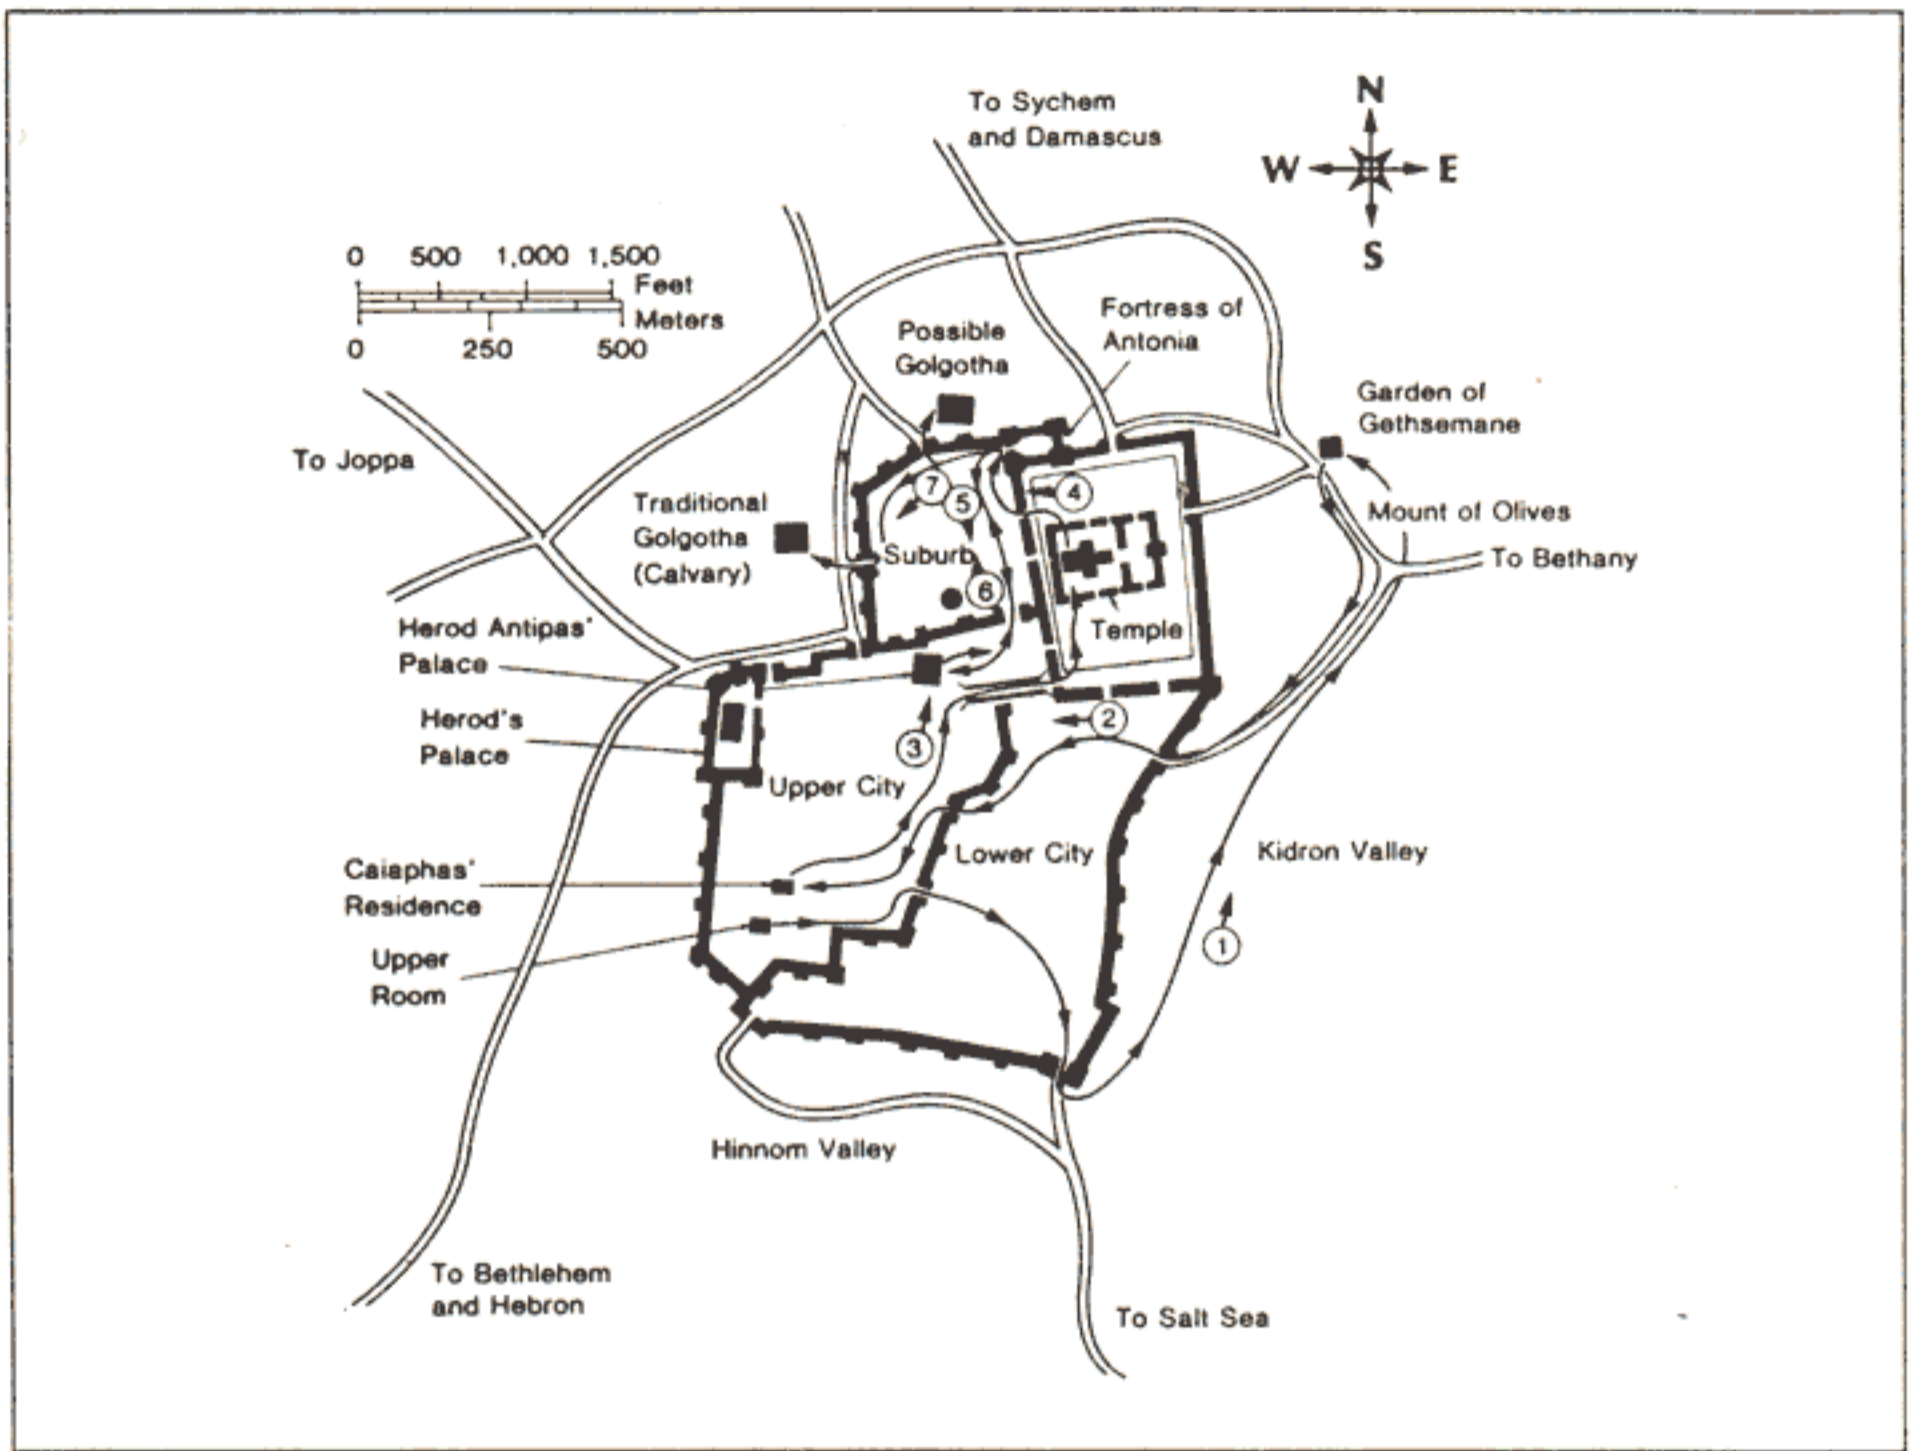 To Sychem
and Damascus
N
W
E
S
0 500 1,000 1,500
Feet
Meters
0 250 500
Possible
Golgotha
Fortress of
Antonia
Garden of
Gethsemane
To Joppa
Traditional
Golgotha
(Calvary)
7
5
4
Mount of Olives
To Bethany
Suburb
6
Temple
Herod Antipas'
Palace
Herod's
Palace
2
3
Upper City
Caiaphas'
Residence
Lower City
Kidron Valley
1
Upper
Room
Hinnom Valley
To Bethlehem
and Hebron
To Salt Sea